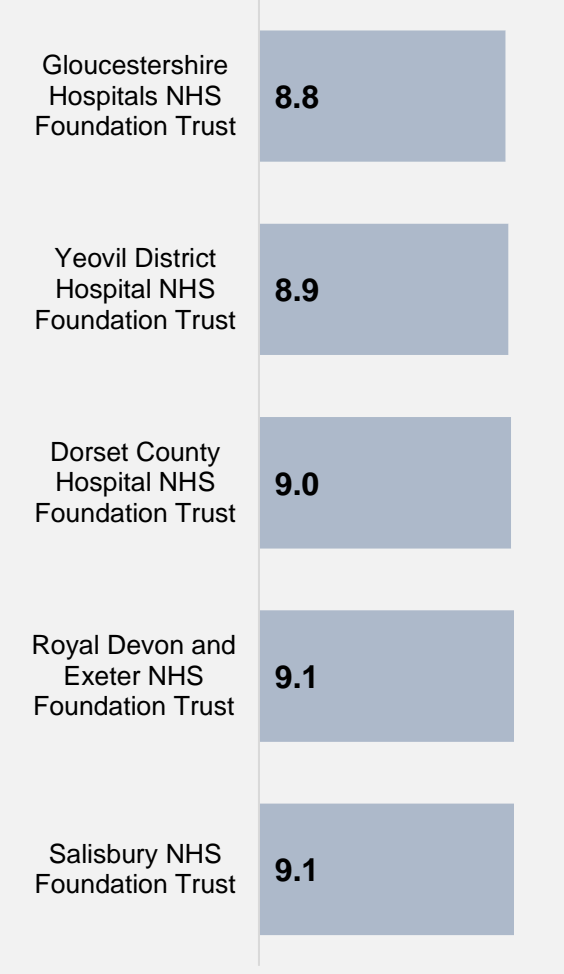 Gloucestershire
Hospitals NHS
Foundation Trust
8.8
Yeovil District
Hospital NHS
Foundation Trust
8.9
Dorset County
Hospital NHS
Foundation Trust
9.0
Royal Devon and
Exeter NHS
Foundation Trust
9.1
Salisbury NHS
Foundation Trust
9.1